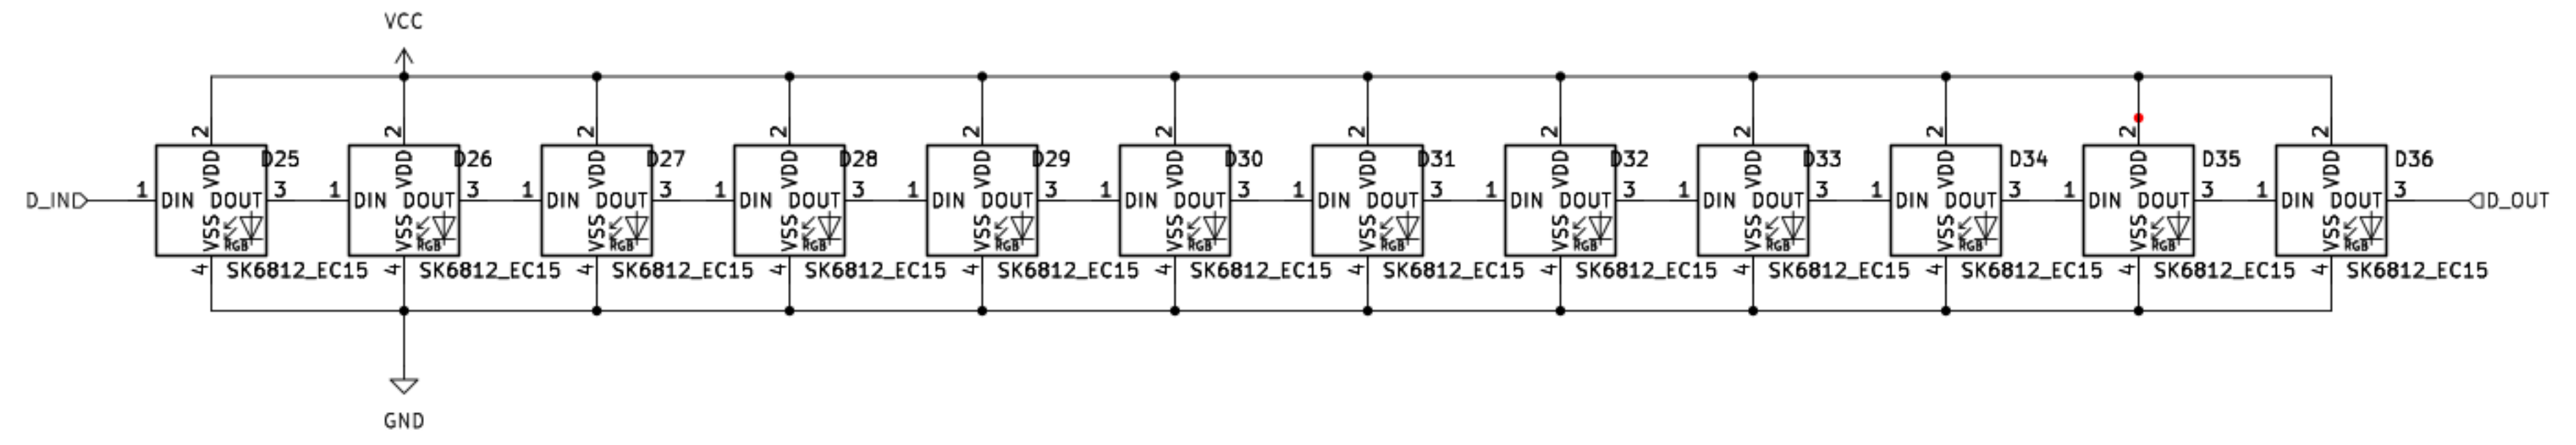 VCC
2 2 2 2 2 2 2 2 2 2 2 2
D25 D26 D27 D28 D29 D30 D31 D32 D33 D34 D35 D36
VDD VDD VDD VDD VDD VDD VDD VDD VDD VDD VDD VDD
D_IN 1 DIN DOUT 3 1 DIN DOUT 3 1 DIN DOUT 3 1 DIN DOUT 3 1 DIN DOUT 3 1 DIN DOUT 3 1 DIN DOUT 3 1 DIN DOUT 3 1 DIN DOUT 3 1 DIN DOUT 3 1 DIN DOUT 3 1 DIN DOUT 3 D_OUT
VSS RGB VSS RGB VSS RGB VSS RGB VSS RGB VSS RGB VSS RGB VSS RGB VSS RGB VSS RGB VSS RGB VSS RGB
4 SK6812_EC15 4 SK6812_EC15 4 SK6812_EC15 4 SK6812_EC15 4 SK6812_EC15 4 SK6812_EC15 4 SK6812_EC15 4 SK6812_EC15 4 SK6812_EC15 4 SK6812_EC15 4 SK6812_EC15 4 SK6812_EC15
GND